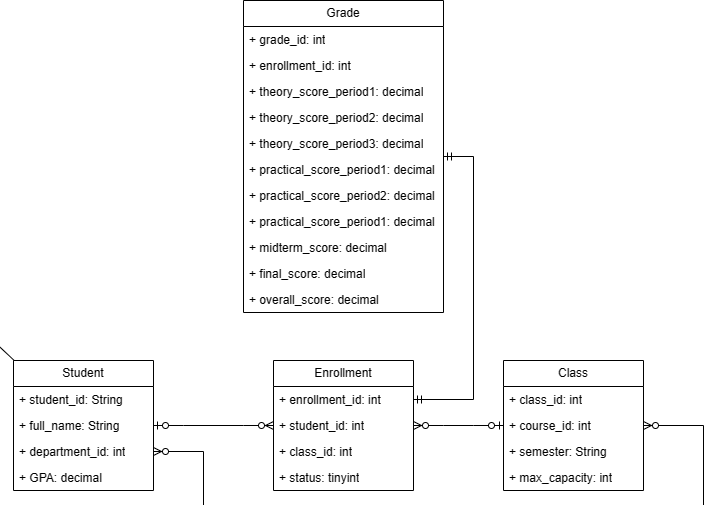 Grade
+ grade_id: int
+ enrollment_id: int
+ theory_score_period1: decimal
+ theory_score_period2: decimal
+ theory_score_period3: decimal
+ practical_score_period1: decimal
+ practical_score_period2: decimal
+ practical_score_period1: decimal
+ midterm_score: decimal
+ final_score: decimal
+ overall_score: decimal
Student
+ student_id: String
+ full_name: String
+ department_id: int
+ GPA: decimal
Enrollment
+ enrollment_id: int
+ student_id: int
+ class_id: int
+ status: tinyint
Class
+ class_id: int
+ course_id: int
+ semester: String
+ max_capacity: int